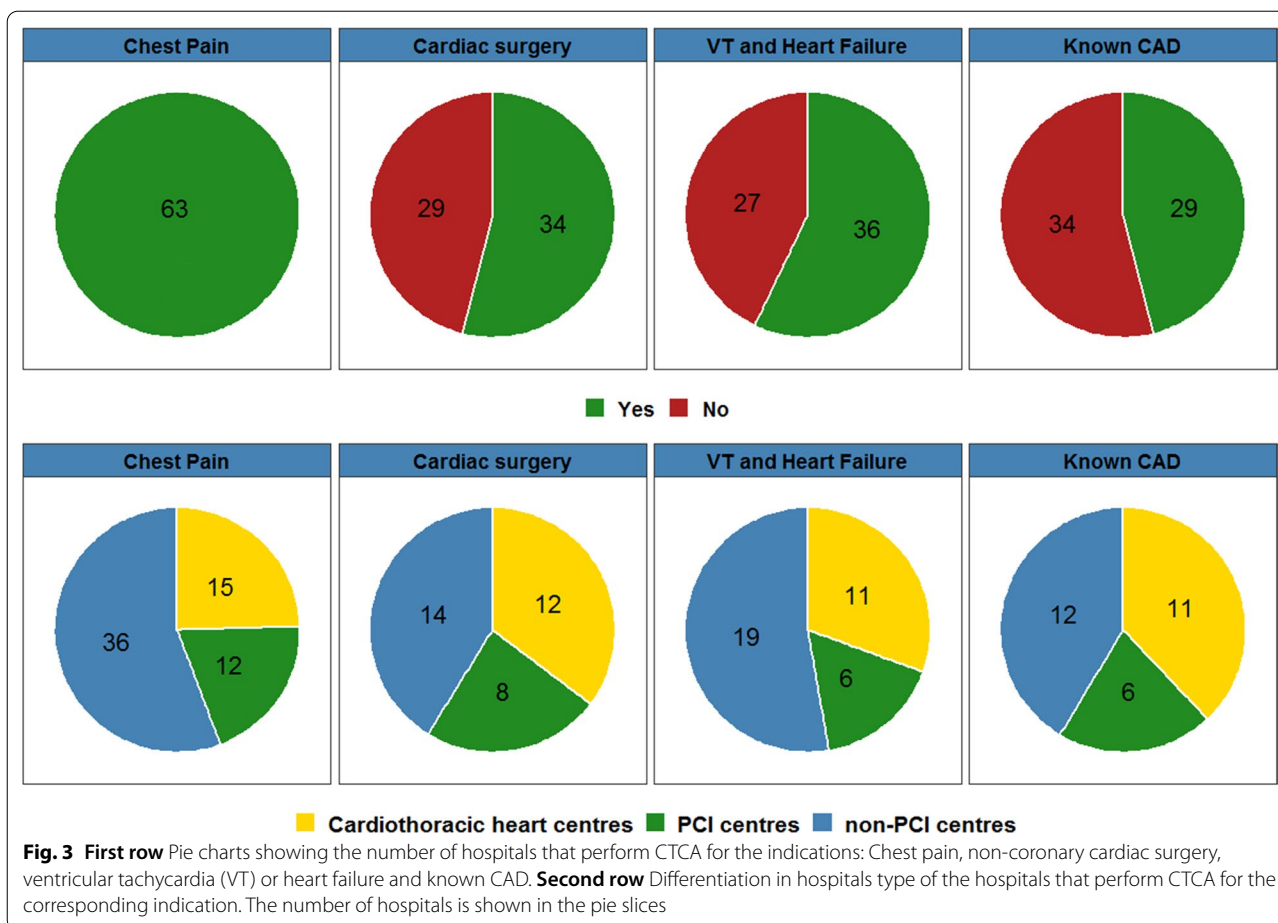 Chest Pain
Cardiac surgery
VT and Heart Failure
Known CAD
63
29
34
27
36
34
29
Yes
No
Chest Pain
Cardiac surgery
VT and Heart Failure
Known CAD
15
36
12
12
14
8
11
19
6
11
12
6
Cardiothoracic heart centres
PCI centres
non-PCI centres
Fig. 3 First row Pie charts showing the number of hospitals that perform CTCA for the indications: Chest pain, non-coronary cardiac surgery,
ventricular tachycardia (VT) or heart failure and known CAD. Second row Differentiation in hospitals type of the hospitals that perform CTCA for the
corresponding indication. The number of hospitals is shown in the pie slices